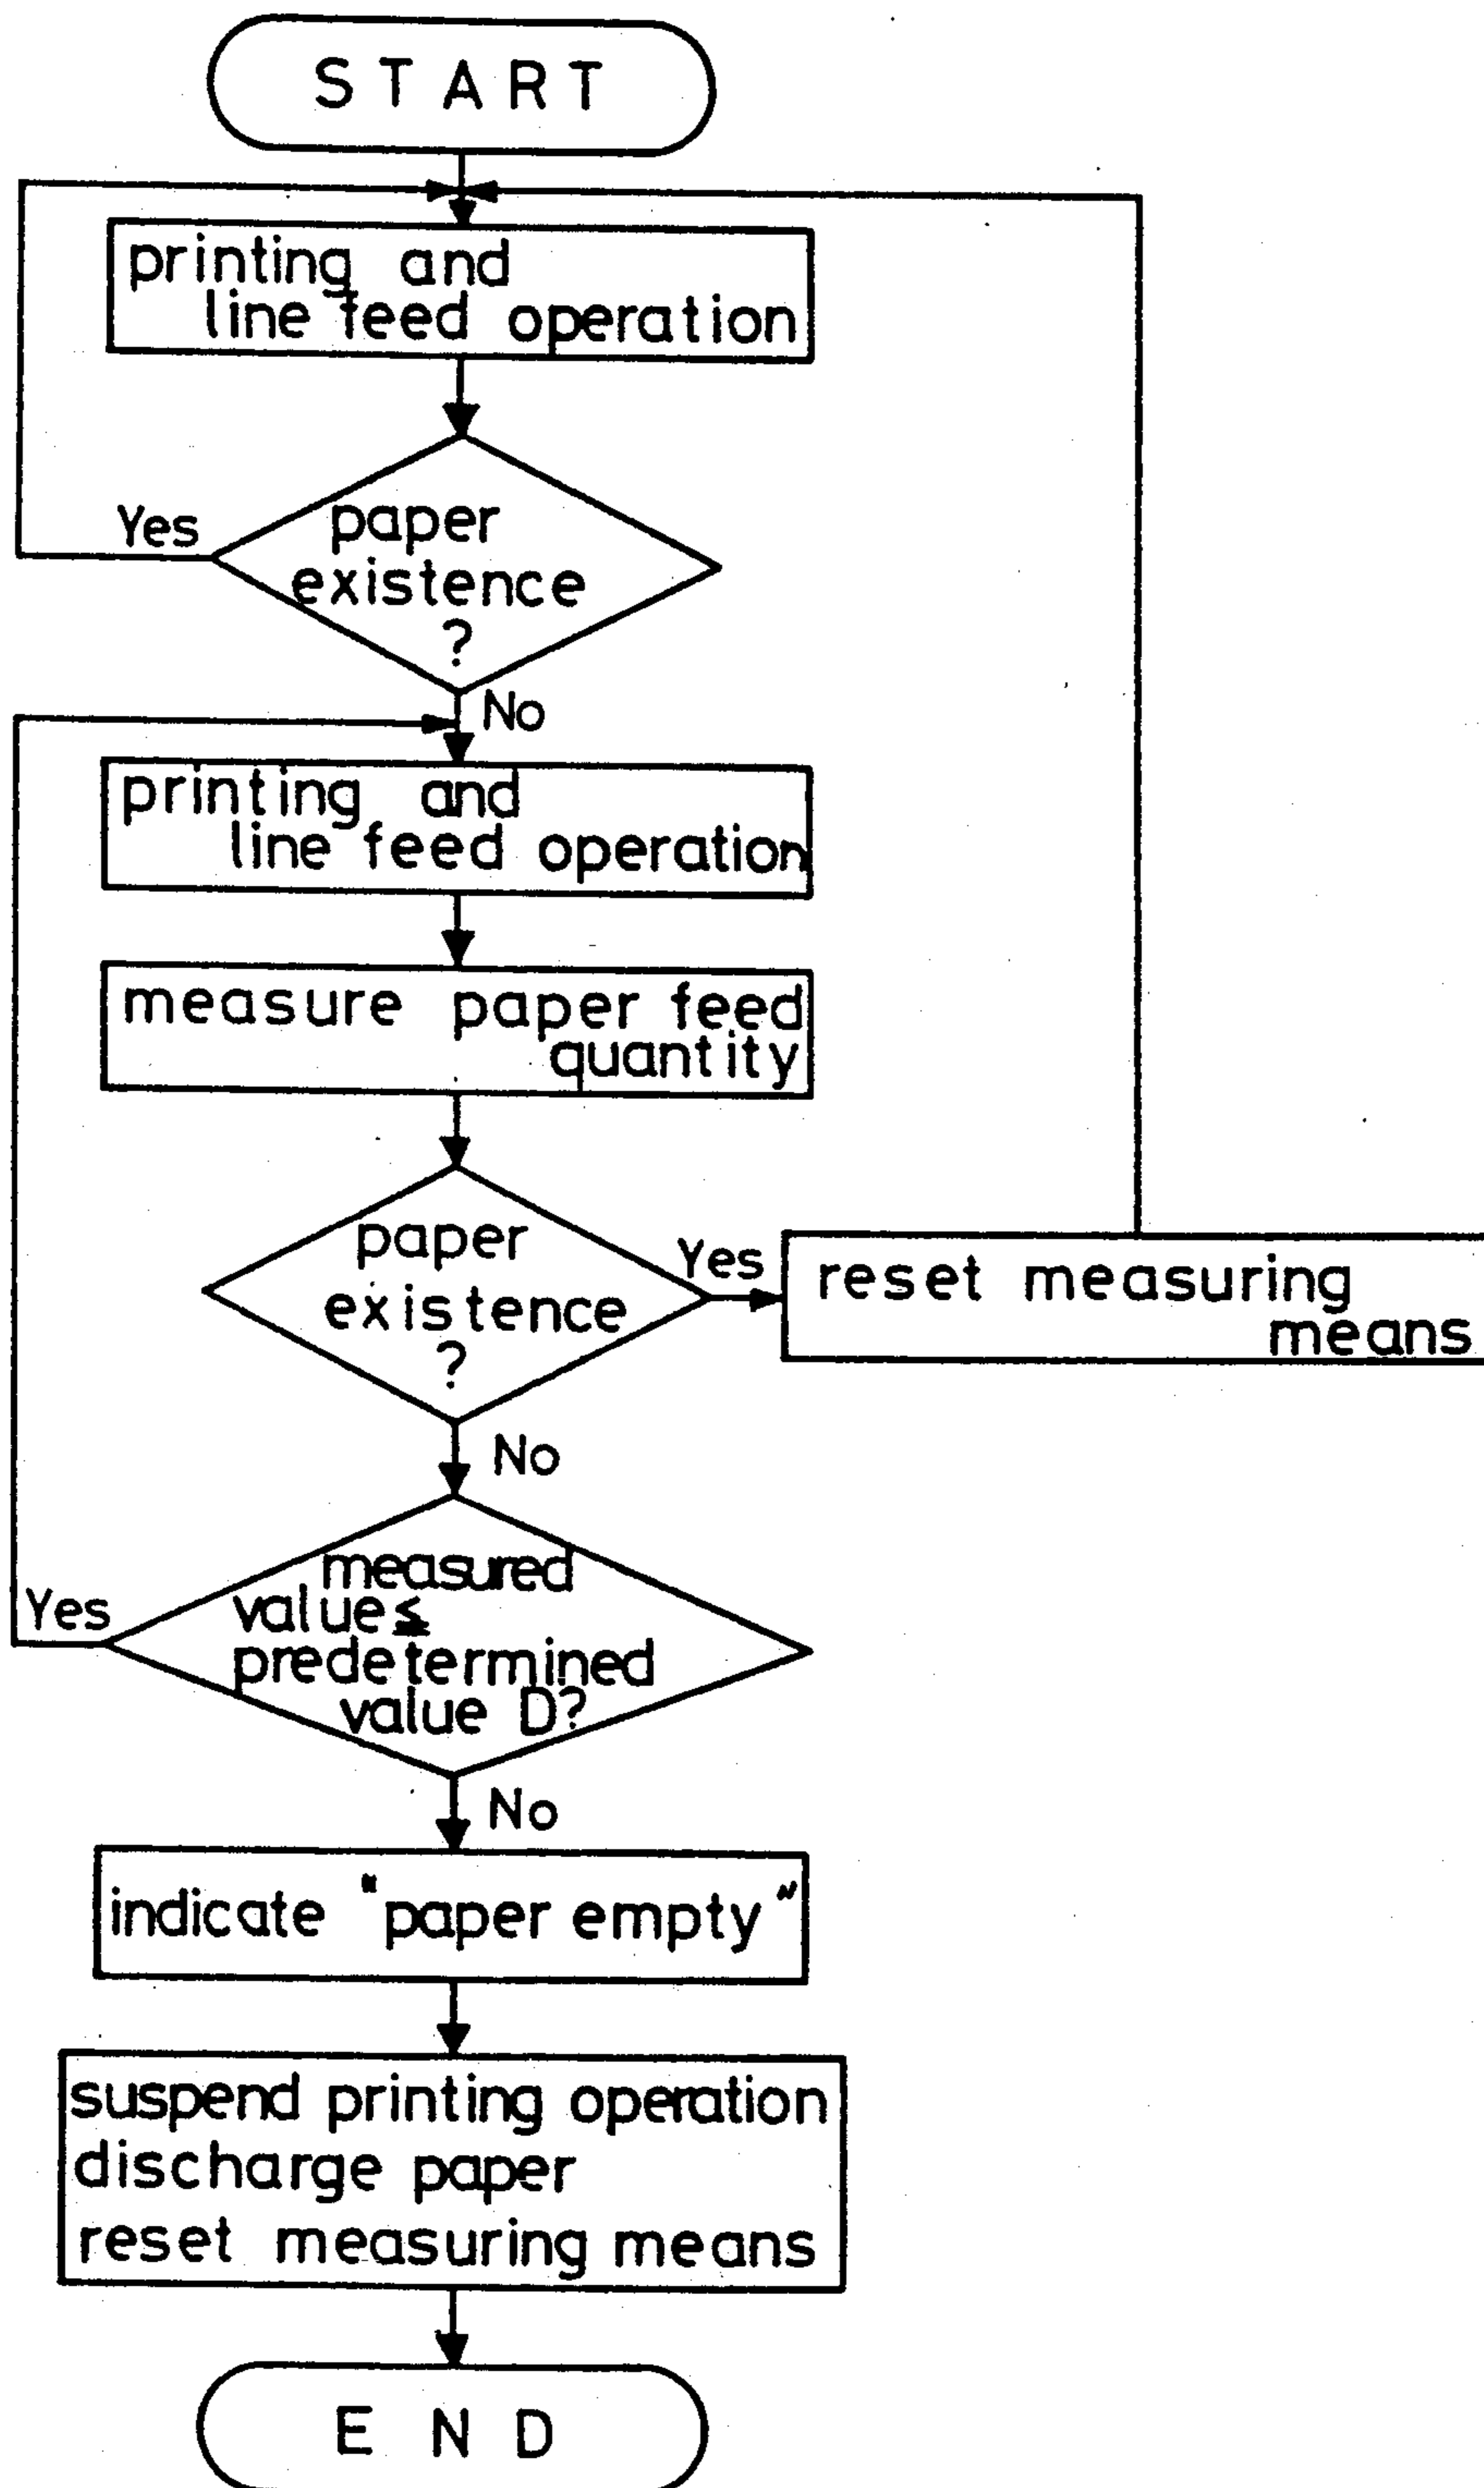 START
printing and
line feed operation
Yes
paper
existence
?
No
printing and
line feed operation
measure paper feed
quantity
paper
existence
?
Yes
reset measuring
means
No
measured
value ≦
predetermined
value D?
Yes
No
indicate "paper empty"
suspend printing operation
discharge paper
reset measuring means
END